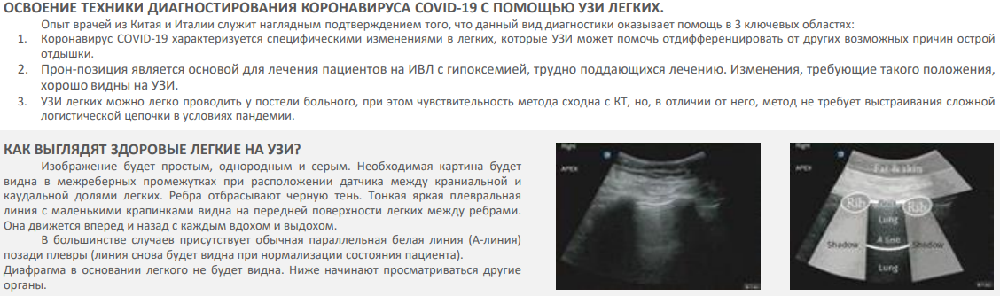 ОСВОЕНИЕ ТЕХНИКИ ДИАГНОСТИРОВАНИЯ КОРОНАВИРУСА COVID-19 С ПОМОЩЬЮ УЗИ ЛЕГКИХ.
Опыт врачей из Китая и Италии служит наглядным подтверждением того, что данный вид диагностики оказывает помощь в 3 ключевых областях:
1. Коронавирус COVID-19 характеризуется специфическими изменениями в легких, которые УЗИ может помочь отдифференцировать от других возможных причин острой
отдышки.
2. Прон-позиция является основой для лечения пациентов на ИВЛ с гипоксемией, трудно поддающихся лечению. Изменения, требующие такого положения,
хорошо видны на УЗИ.
3. УЗИ легких можно легко проводить у постели больного, при этом чувствительность метода сходна с КТ, но, в отличии от него, метод не требует выстраивания сложной
логистической цепочки в условиях пандемии.
КАК ВЫГЛЯДЯТ ЗДОРОВЫЕ ЛЕГКИЕ НА УЗИ?
Изображение будет простым, однородным и серым. Необходимая картина будет
видна в межреберных промежутках при расположении датчика между краниальной и
каудальной долями легких. Ребра отбрасывают черную тень. Тонкая яркая плевральная
линия с маленькими крапинками видна на передней поверхности легких между ребрами.
Она движется вперед и назад с каждым вдохом и выдохом.
В большинстве случаев присутствует обычная параллельная белая линия (А-линия)
позади плевры (линия снова будет видна при нормализации состояния пациента).
Диафрагма в основании легкого не будет видна. Ниже начинают просматриваться другие
органы.
Right
APEX
Right
APEX
Fat & skin
Rib
Rib
Lung
A line
Shadow
Shadow
Lung